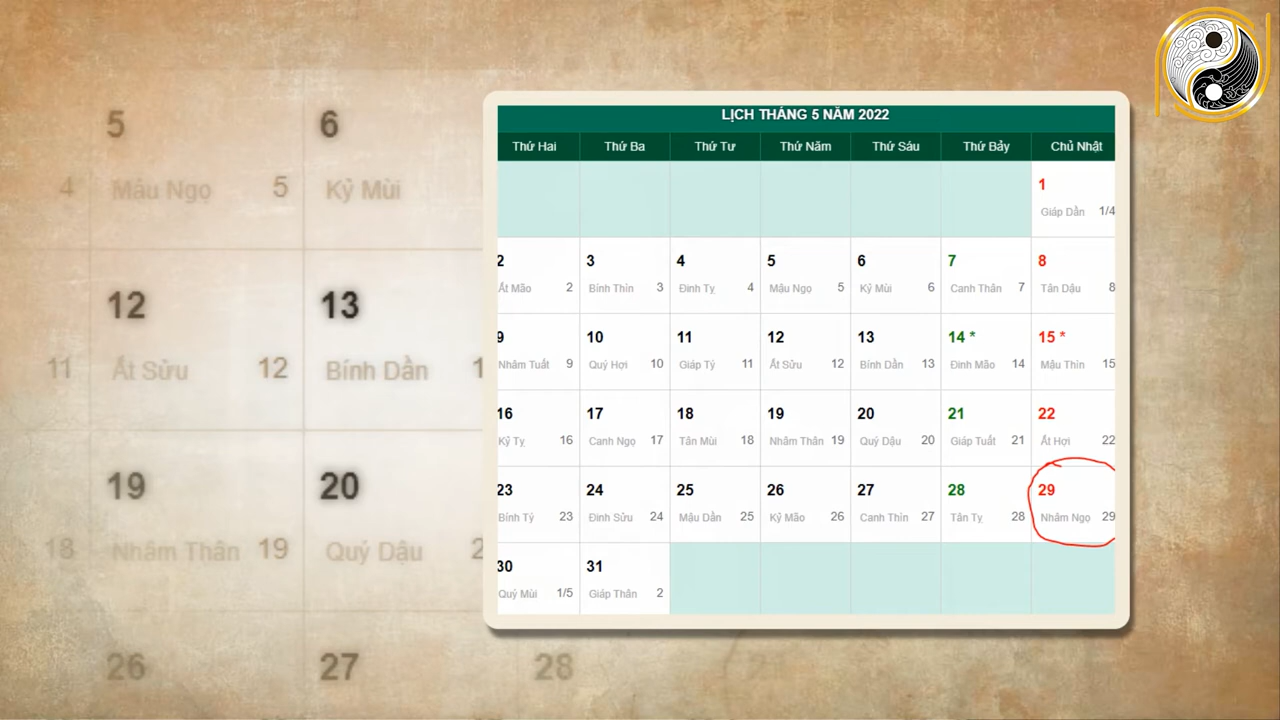 LỊCH THÁNG 5 NĂM 2022
Thứ Hai Thứ Ba Thứ Tư Thứ Năm Thứ Sáu Thứ Bảy Chủ Nhật
1
Giáp Dần 1/4
2 3 4 5 6 7 8
Ất Mão 2 Bính Thìn 3 Đinh Tỵ 4 Mậu Ngọ 5 Kỷ Mùi 6 Canh Thân 7 Tân Dậu 8
9 10 11 12 13 14 * 15 *
Nhâm Tuất 9 Quý Hợi 10 Giáp Tý 11 Ất Sửu 12 Bính Dần 13 Đinh Mão 14 Mậu Thìn 15
16 17 18 19 20 21 22
Kỷ Tỵ 16 Canh Ngọ 17 Tân Mùi 18 Nhâm Thân 19 Quý Dậu 20 Giáp Tuất 21 Ất Hợi 22
23 24 25 26 27 28 29
Bính Tý 23 Đinh Sửu 24 Mậu Dần 25 Kỷ Mão 26 Canh Thìn 27 Tân Tỵ 28 Nhâm Ngọ 29
30 31
Quý Mùi 1/5 Giáp Thân 2
5 6
4 Mậu Ngọ 5 Kỷ Mùi
12 13
11 Ất Sửu 12 Bính Dần 1
19 20
18 Nhâm Thân 19 Quý Dậu 2
26 27 28